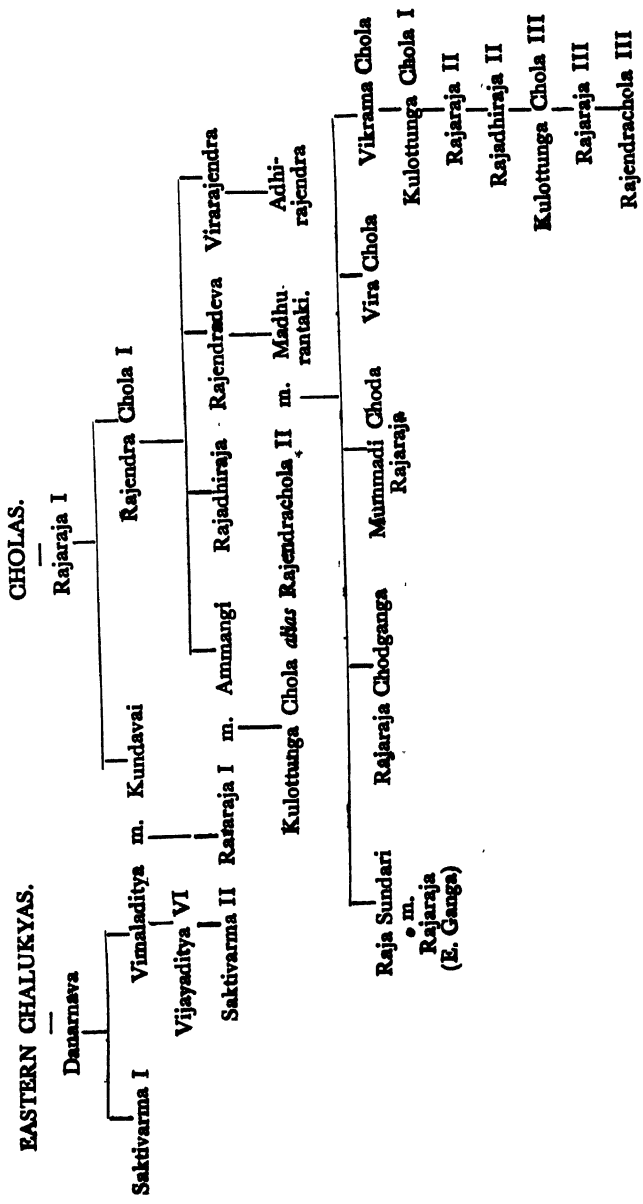 EASTERN CHALUKYAS.
CHOLAS.
Danarnava
Rajaraja I
Saktivarma I
Vimaladitya m. Kundavai
Rajendra Chola I
Vijayaditya VI
Saktivarma II
Rararaja I m. Ammangi
Rajadhiraja
Rajendradeva
Virarajendra
Kulottunga Chola alias Rajendrachola II m. Madhu-
rantaki.
Adhi-
rajendra
Raja Sundari
m.
Rajaraja
(E. Ganga)
Rajaraja Chodganga
Mummadi Choda
Rajaraja
Vira Chola
Vikrama Chola
Kulottunga Chola I
Rajaraja II
Rajadhiraja II
Kulottunga Chola III
Rajaraja III
Rajendrachola III